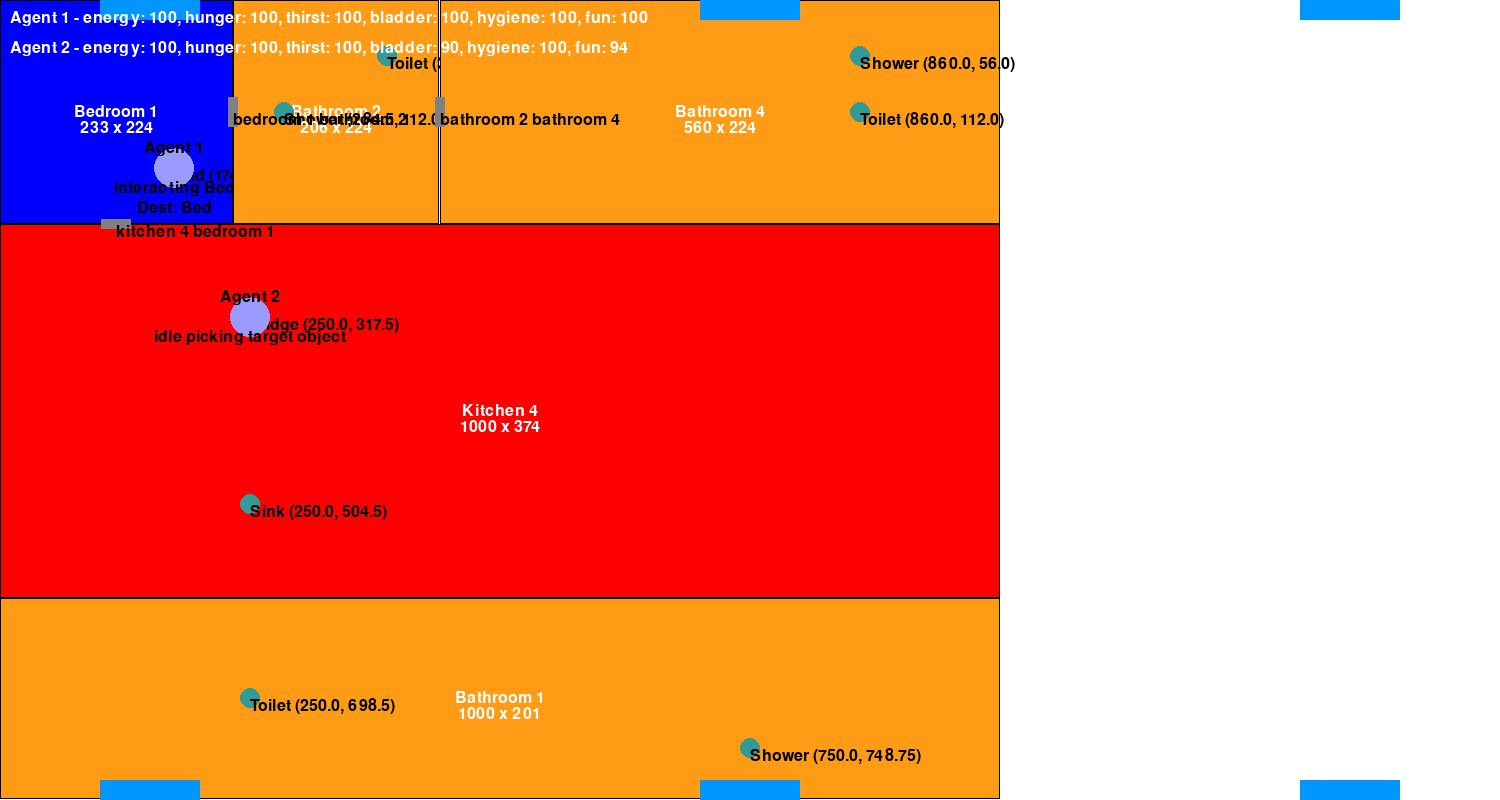 Agent 1 - energy: 100, hunger: 100, thirst: 100, bladder: 100, hygiene: 100, fun: 100
Agent 2 - energy: 100, hunger: 100, thirst: 100, bladder: 90, hygiene: 100, fun: 94
Toilet
Shower (860.0, 56.0)
Bedroom 1
233 x 224
Bathroom 2
206 x 224
Bathroom 4
560 x 224
bedroom 1 bathroom 2
Shower (284.5, 112.0
bathroom 2 bathroom 4
Toilet (860.0, 112.0)
Agent 1
interacting Bed
Dest: Bed
kitchen 4 bedroom 1
Agent 2
(250.0, 317.5)
idle picking target object
Kitchen 4
1000 x 374
Sink (250.0, 504.5)
Toilet (250.0, 698.5)
Bathroom 1
1000 x 201
Shower (750.0, 748.75)